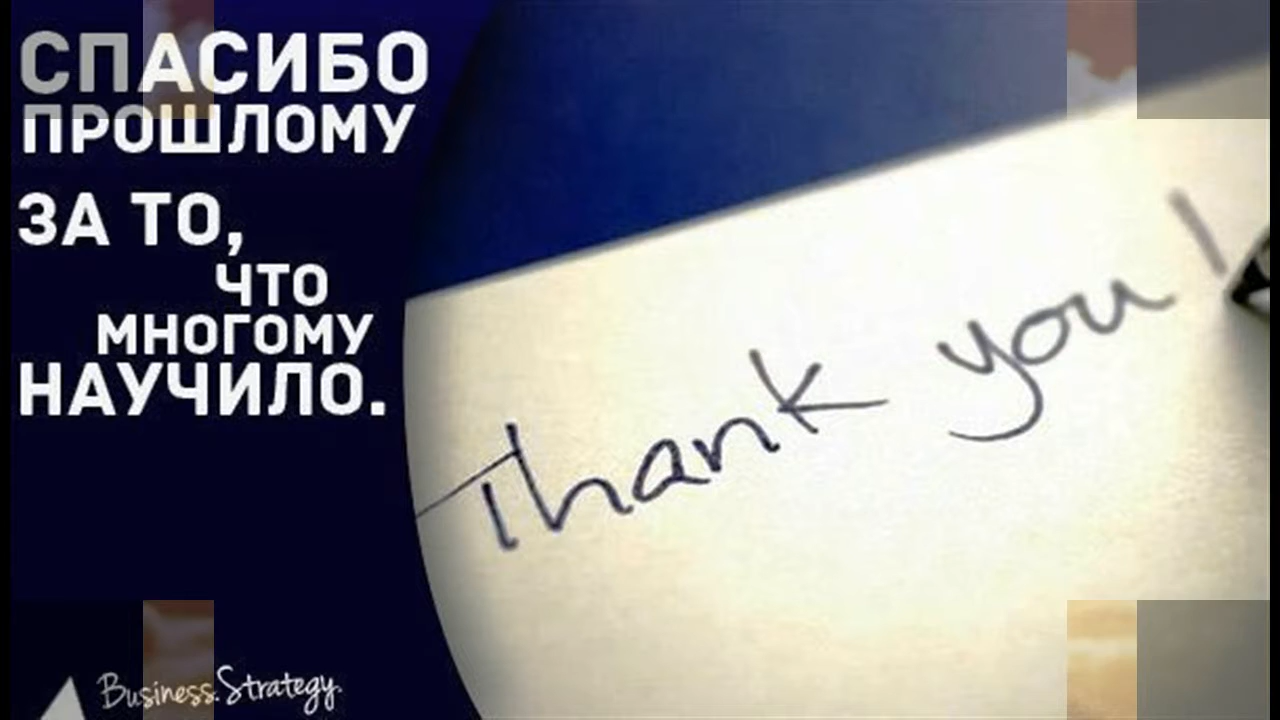 СПАСИБО
ПРОШЛОМУ
ЗА ТО,
ЧТО
МНОГОМУ
НАУЧИЛО.
Thank you!
Business.Strategy.